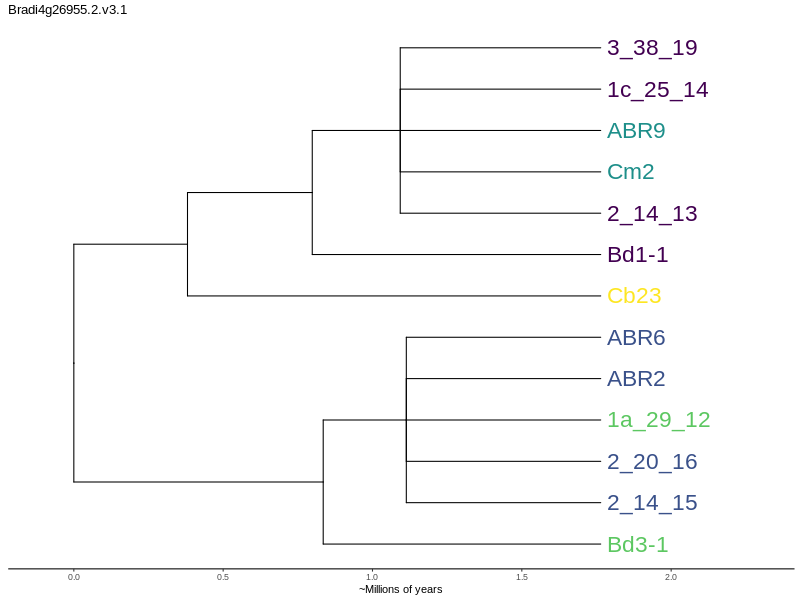 Bradi4g26955.2.v3.1
3_38_19
1c_25_14
ABR9
Cm2
2_14_13
Bd1-1
Cb23
ABR6
ABR2
1a_29_12
2_20_16
2_14_15
Bd3-1
0.0 0.5 1.0 1.5 2.0
~Millions of years